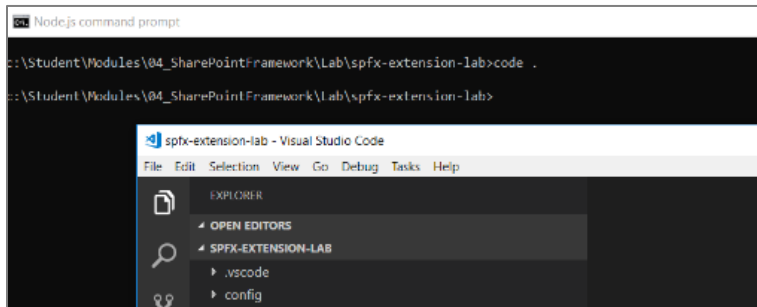 Node.js command prompt
c:\Student\Modules\04_SharePointFramework\Lab\spfx-extension-lab>code .
c:\Student\Modules\04_SharePointFramework\Lab\spfx-extension-lab>
spfx-extension-lab - Visual Studio Code
File Edit Selection View Go Debug Tasks Help
EXPLORER
OPEN EDITORS
SPFX-EXTENSION-LAB
.vscode
config